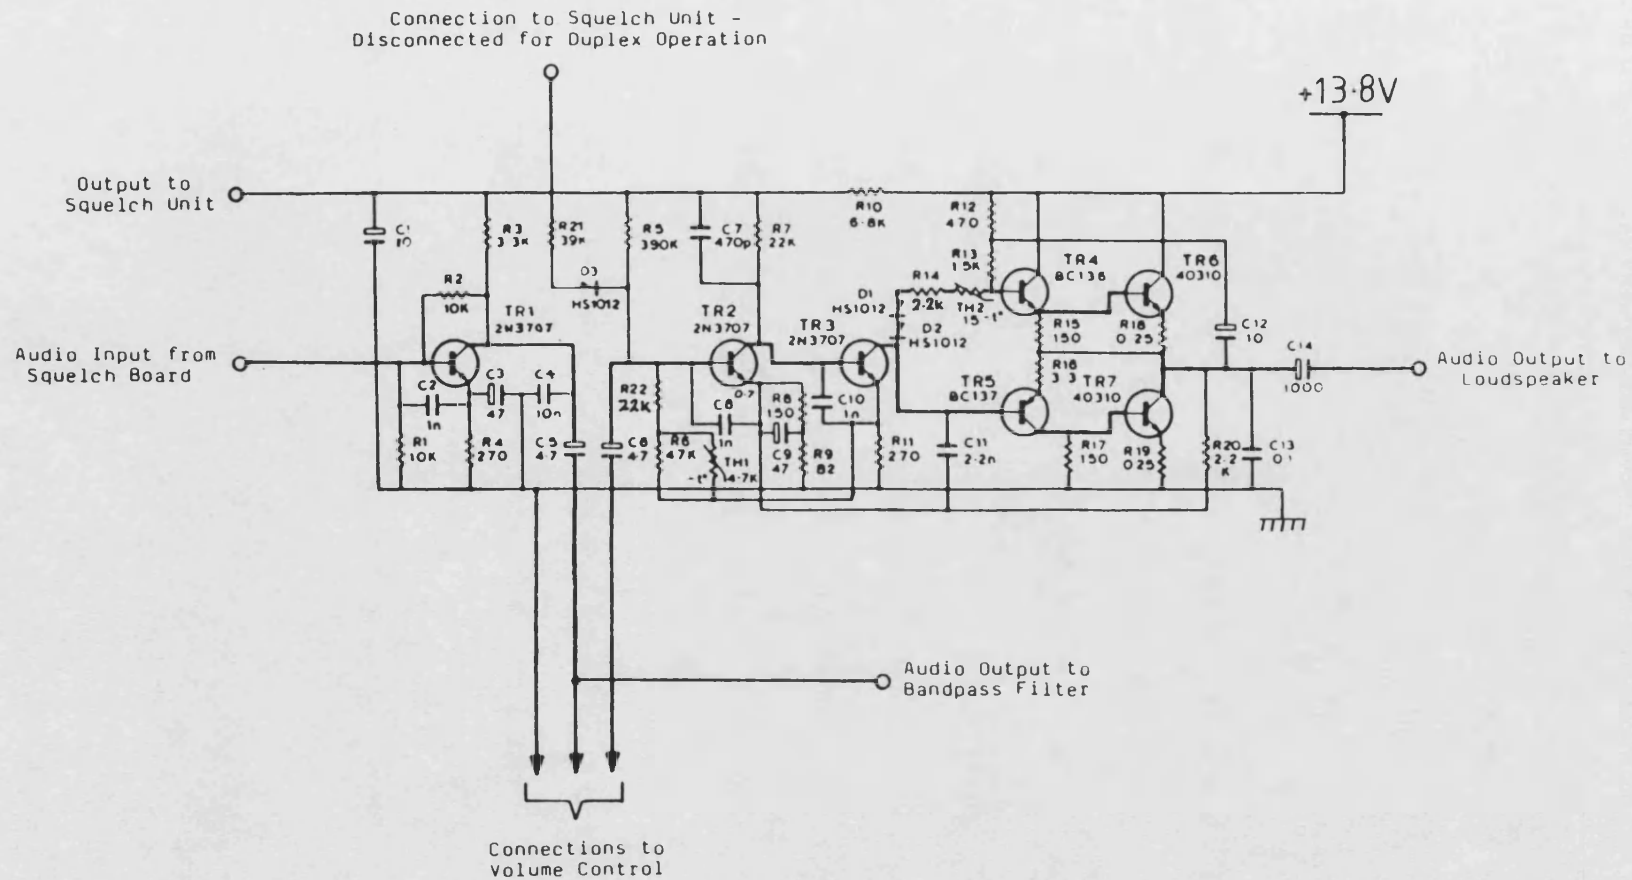 Connection to Squelch Unit -
Disconnected for Duplex Operation
+13·8V
Output to
Squelch Unit
C1
10
R3
3·3K
R21
39K
R5
390K
C7
470p
R7
22K
R10
6.8K
R12
470
R2
10K
D3
HS1012
R13
1.5K
TR4
BC136
TR6
40310
R14
2·2k
TH2
15 -t°
D1
HS1012
D2
HS1012
TR1
2N3707
TR2
2N3707
TR3
2N3707
R15
150
R18
0.25
C12
10
C14
1000
Audio Input from
Squelch Board
Audio Output to
Loudspeaker
C2
1n
C3
47
C4
10n
R22
22K
0·7
R8
150
C10
1n
TR5
BC137
R16
3.3
TR7
40310
R1
10K
R4
270
C5
4·7
C6
4·7
R6
47K
C8
1n
TH1
4·7K
-t°
C9
47
R9
82
R11
270
C11
2·2n
R17
150
R19
025
R20
2·2
K
C13
0.1
Audio Output to
Bandpass Filter
Connections to
Volume Control